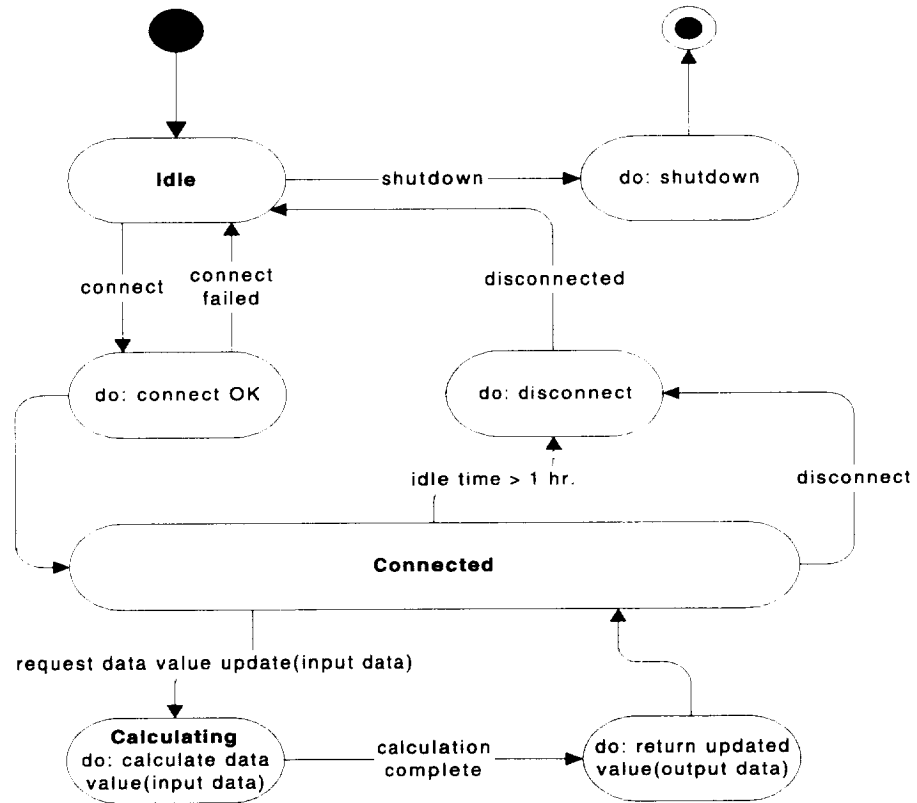 Idle
shutdown
do: shutdown
connect
connect
failed
disconnected
do: connect OK
do: disconnect
idle time > 1 hr.
disconnect
Connected
request data value update(input data)
Calculating
do: calculate data
value(input data)
calculation
complete
do: return updated
value(output data)